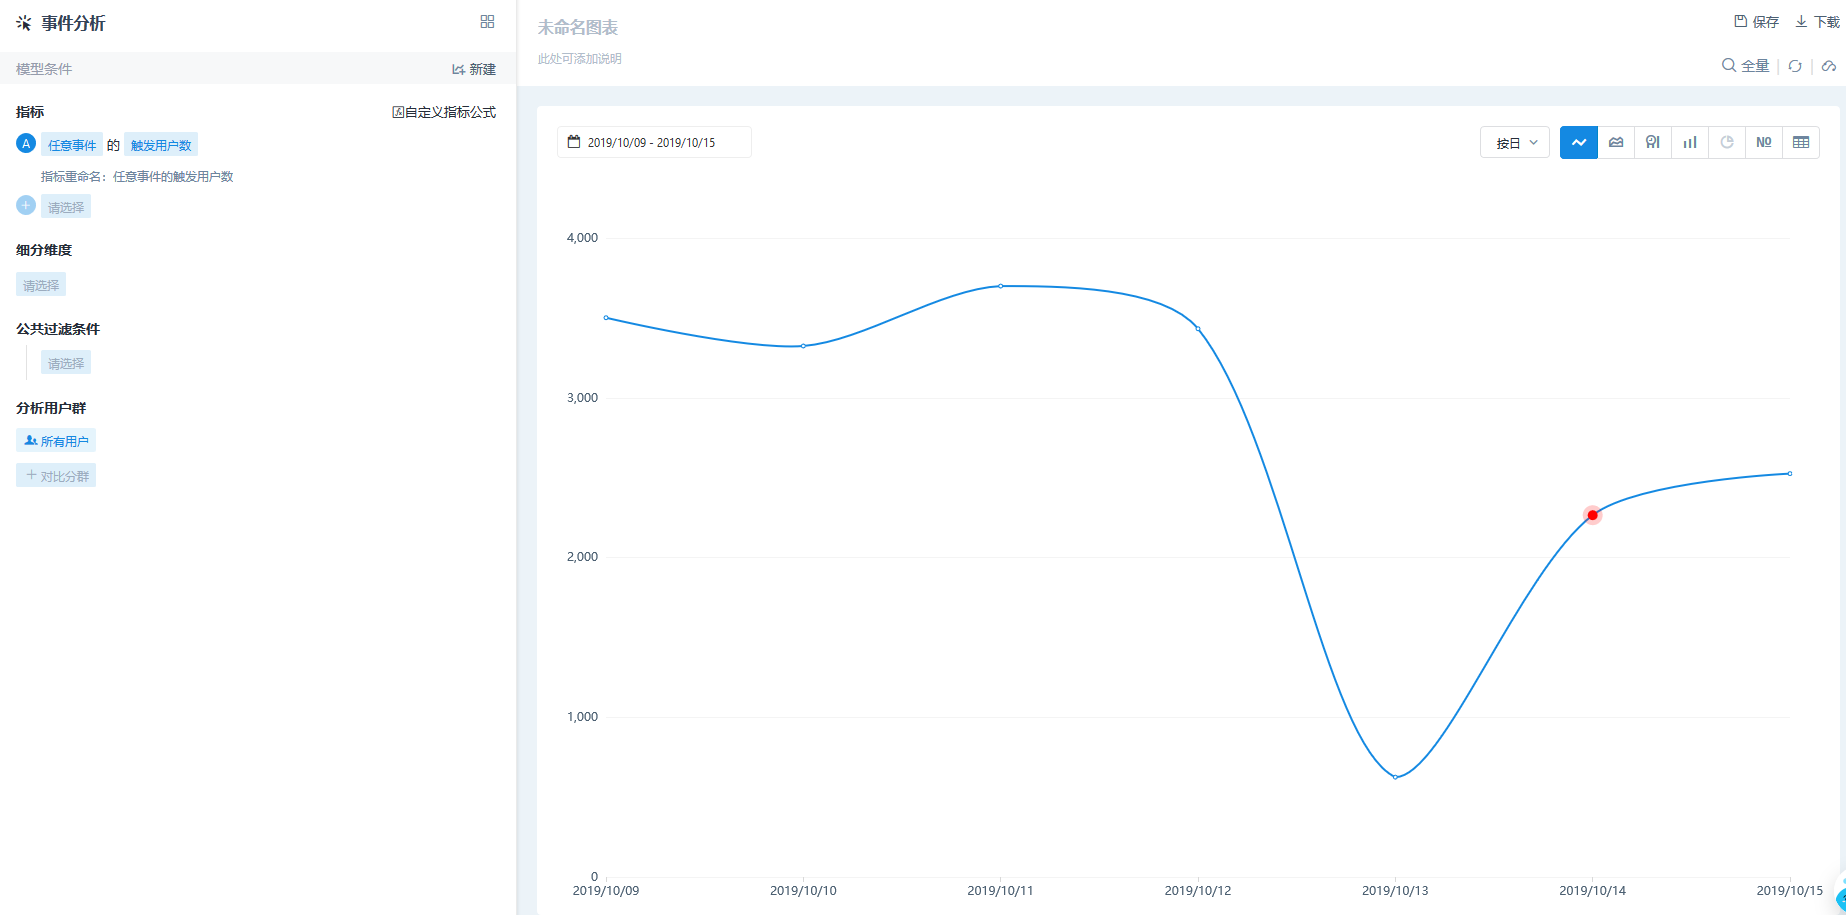 事件分析
模型条件
新建
指标
自定义指标公式
A 任意事件 的 触发用户数
指标重命名：任意事件的触发用户数
请选择
细分维度
请选择
公共过滤条件
请选择
分析用户群
所有用户
+ 对比分群
未命名图表
此处可添加说明
保存
下载
全量
2019/10/09 - 2019/10/15
按日
№
4,000
3,000
2,000
1,000
0
2019/10/09 2019/10/10 2019/10/11 2019/10/12 2019/10/13 2019/10/14 2019/10/15